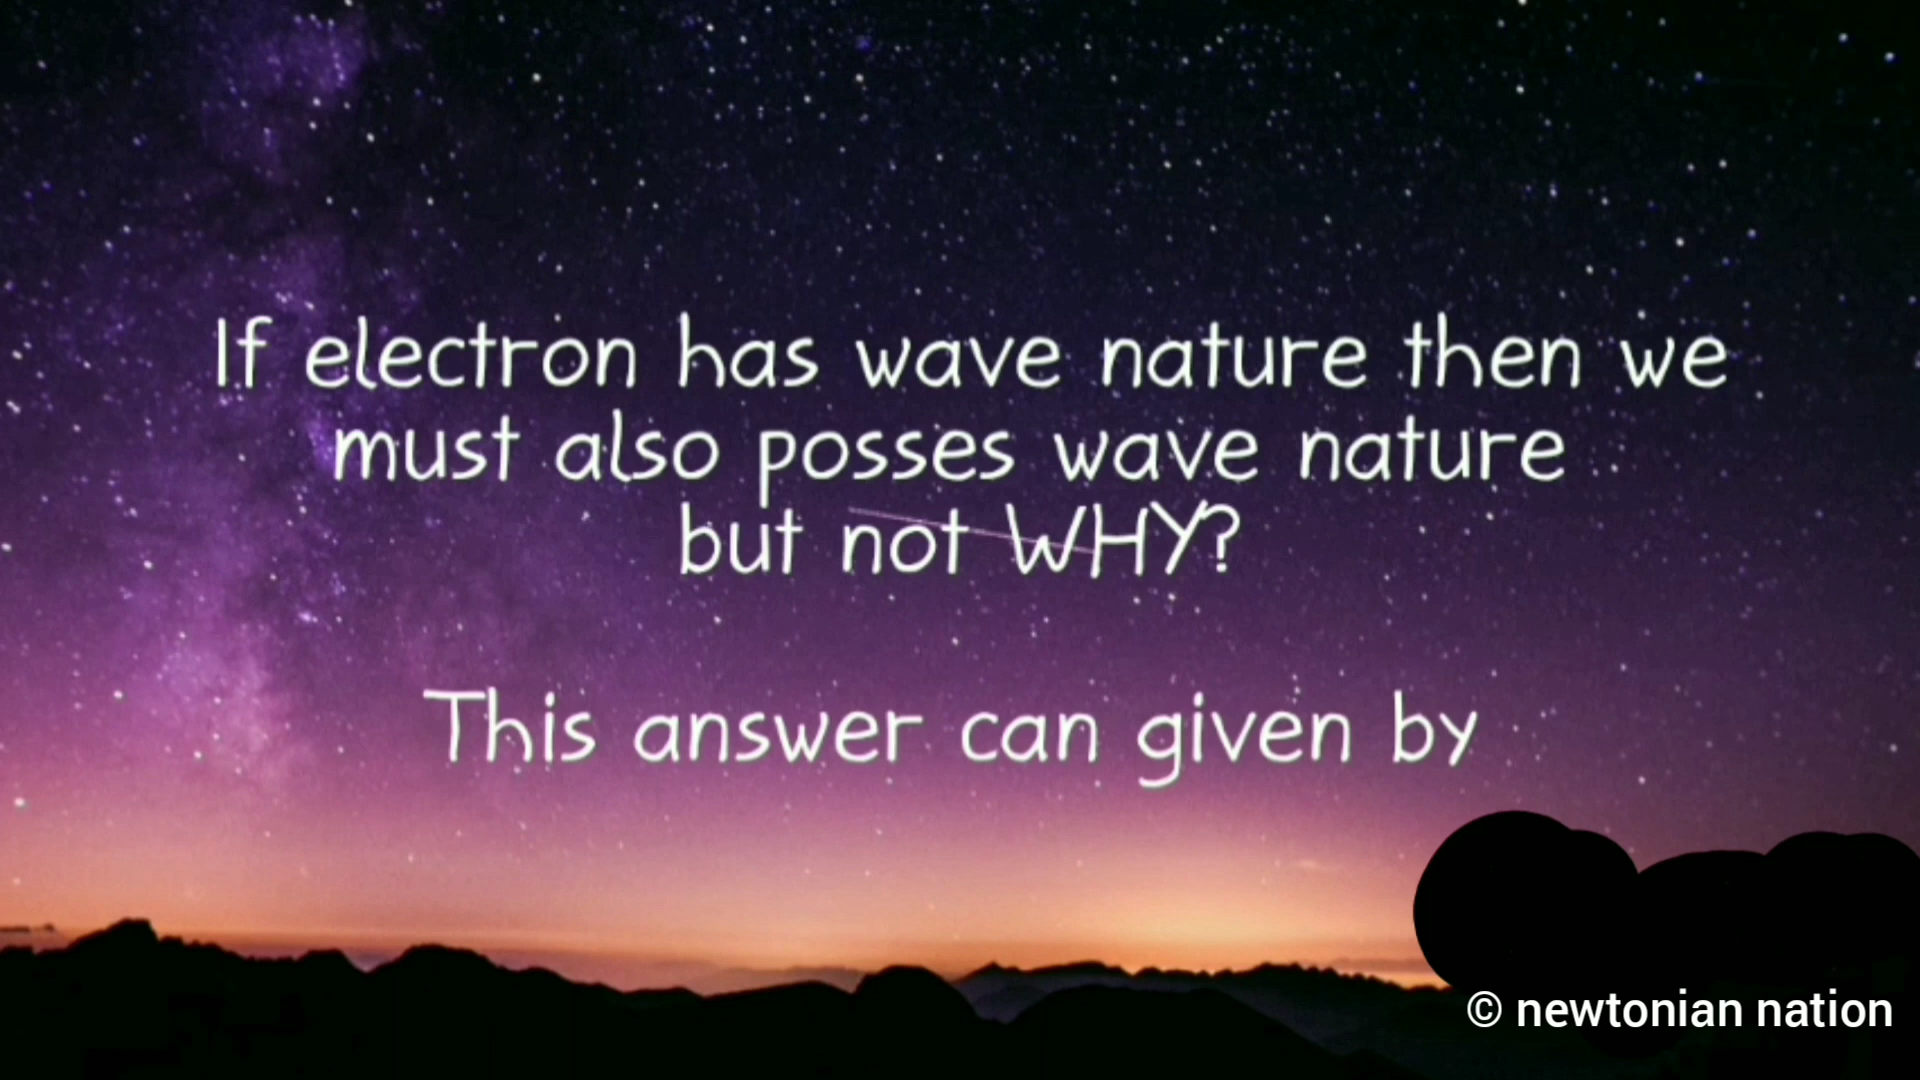 If electron has wave nature then we
must also posses wave nature
but not WHY?
This answer can given by
© newtonian nation